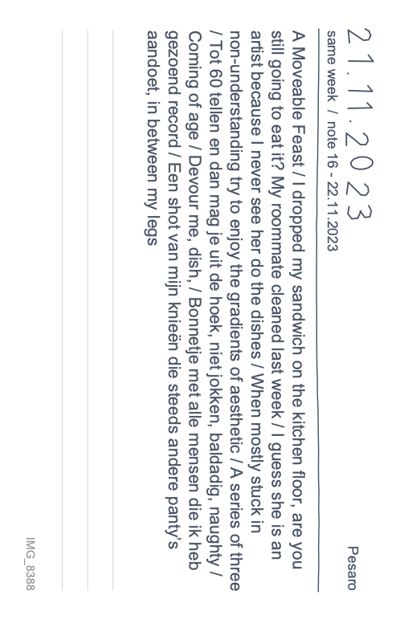 21.11.2023
Pesaro
same week / note 16 - 22.11.2023
A Moveable Feast / I dropped my sandwich on the kitchen floor, are you
still going to eat it? My roommate cleaned last week / I guess she is an
artist because I never see her do the dishes / When mostly stuck in
non-understanding try to enjoy the gradients of aesthetic / A series of three
/ Tot 60 tellen en dan mag je uit de hoek, niet jokken, baldadig, naughty /
Coming of age / Devour me, dish, / Bonnetje met alle mensen die ik heb
gezoend record / Een shot van mijn knieën die steeds andere panty's
aandoet, in between my legs
IMG_8388